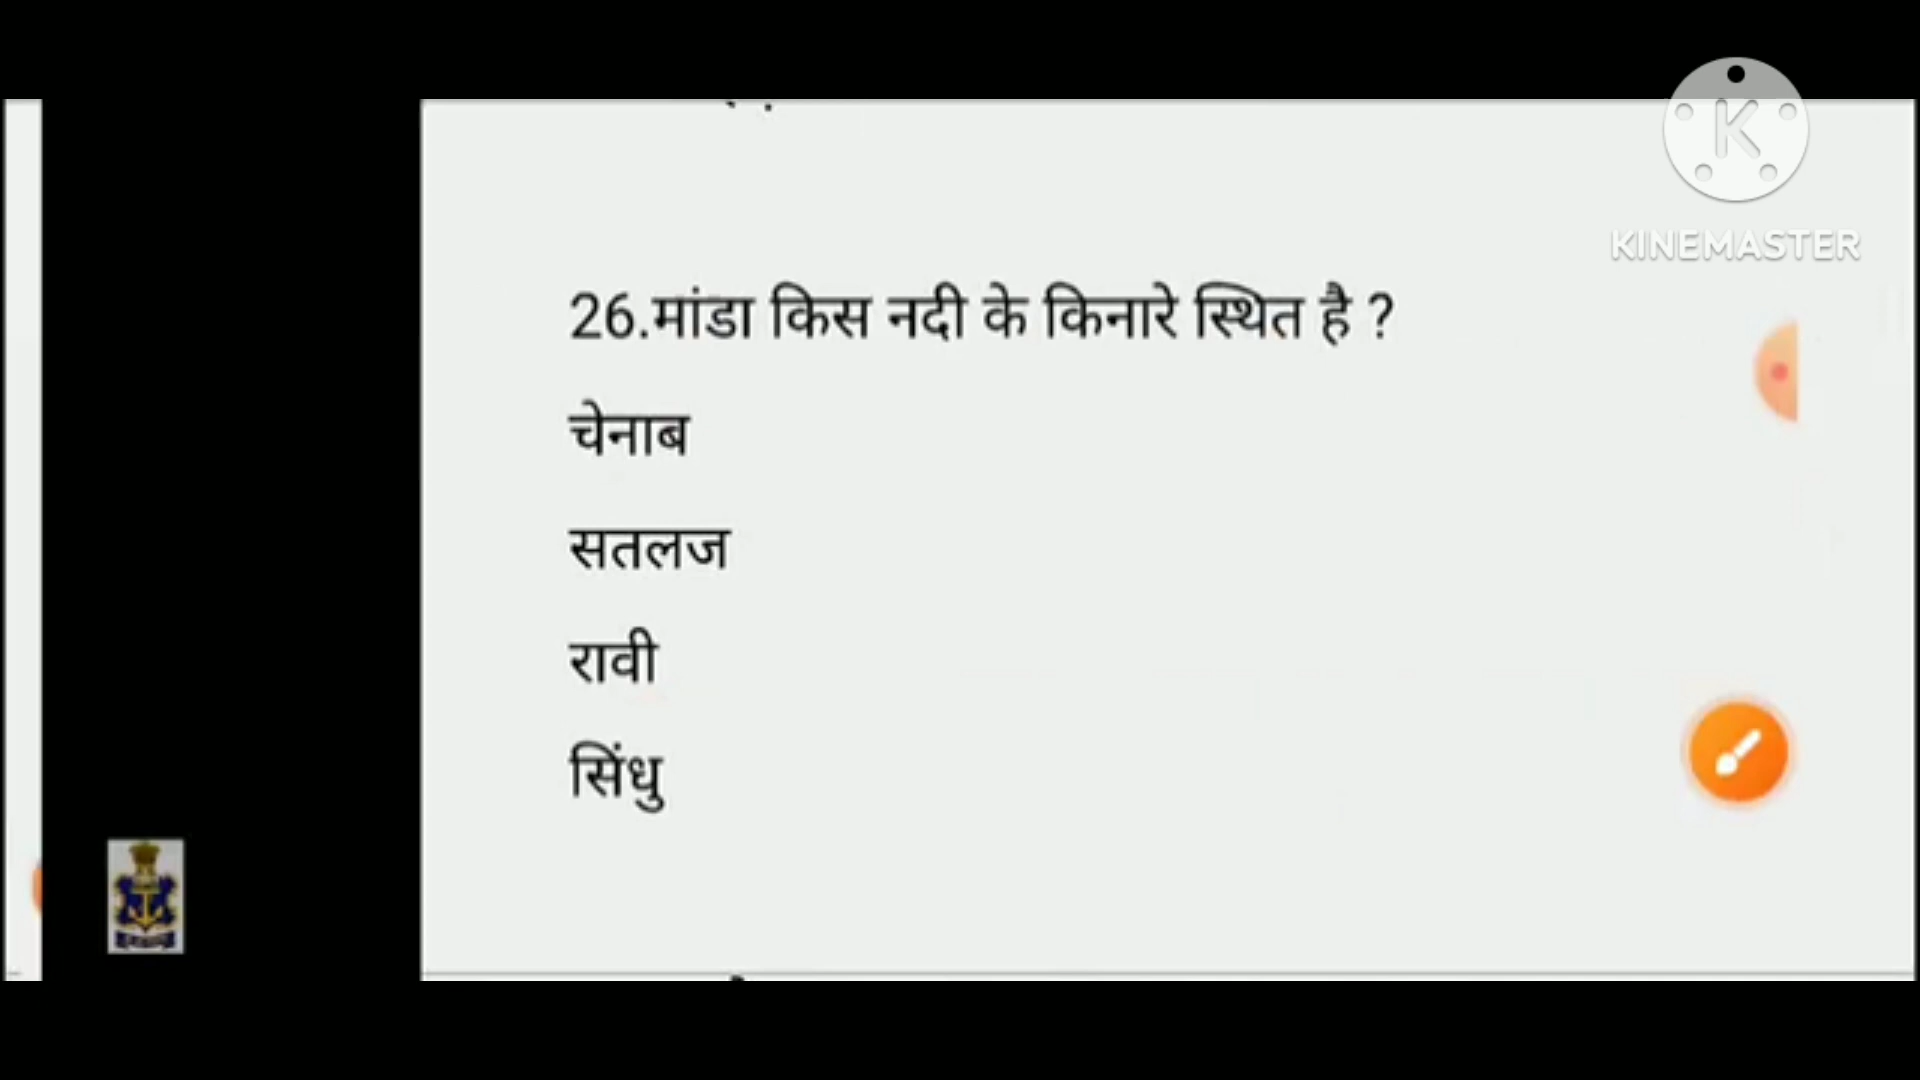 KINEMASTER
26.मांडा किस नदी के किनारे स्थित है ?
चेनाब
सतलज
रावी
सिंधु